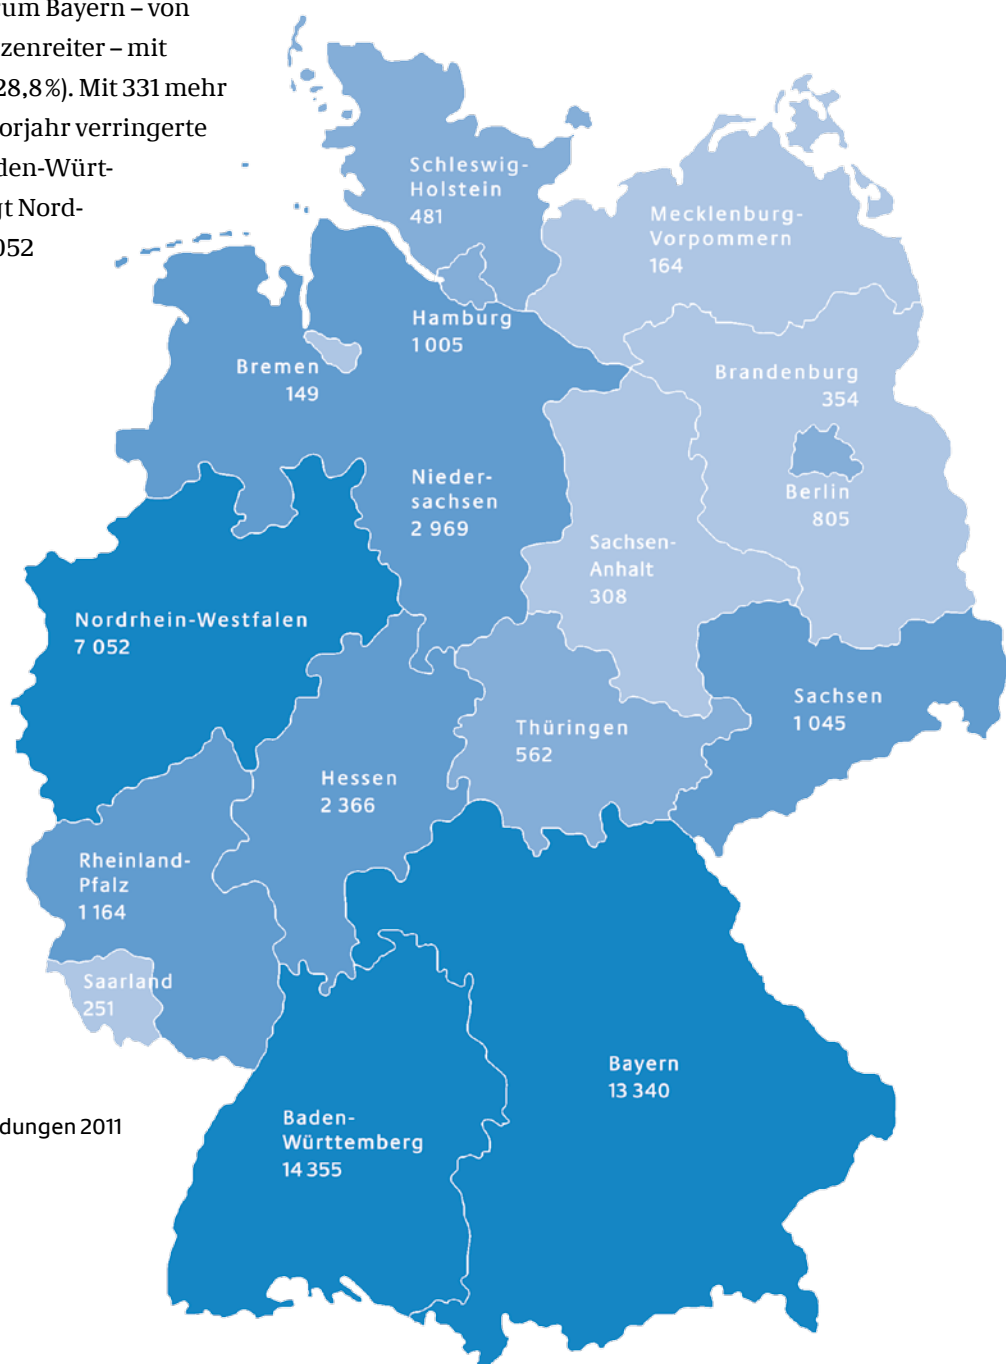 rum Bayern – von
zenreiter – mit
28,8 %). Mit 331 mehr
orjahr verringerte
den-Würt-
t Nord-
052
Schleswig-
Holstein
481
Mecklenburg-
Vorpommern
164
Hamburg
1 005
Bremen
149
Brandenburg
354
Berlin
805
Nieder-
sachsen
2 969
Sachsen-
Anhalt
308
Nordrhein-Westfalen
7 052
Sachsen
1 045
Thüringen
562
Hessen
2 366
Rheinland-
Pfalz
1 164
Saarland
251
Bayern
13 340
dungen 2011
Baden-
Württemberg
14 355